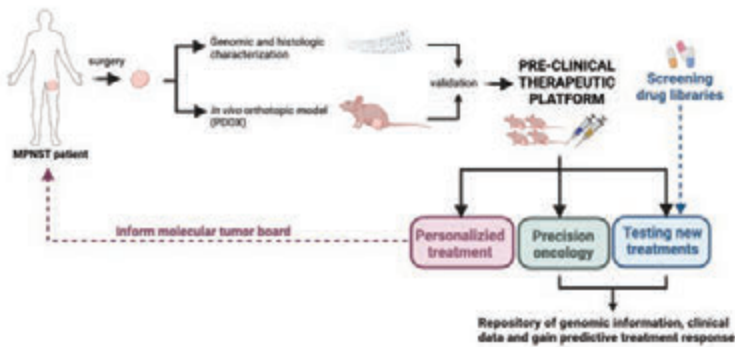 surgery
MPNST patient
Genomic and histologic
characterization
In vivo orthotopic model
(PDOX)
validation
PRE-CLINICAL
THERAPEUTIC
PLATFORM
Screening
drug libraries
Inform molecular tumor board
Personalizied
treatment
Precision
oncology
Testing new
treatments
Repository of genomic information, clinical
data and gain predictive treatment response